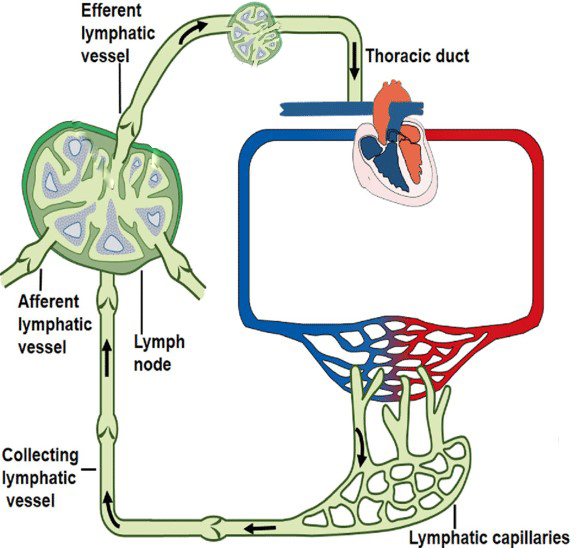 Efferent
lymphatic
vessel
Thoracic duct
Afferent
lymphatic
vessel
Lymph
node
Collecting
lymphatic
vessel
Lymphatic capillaries